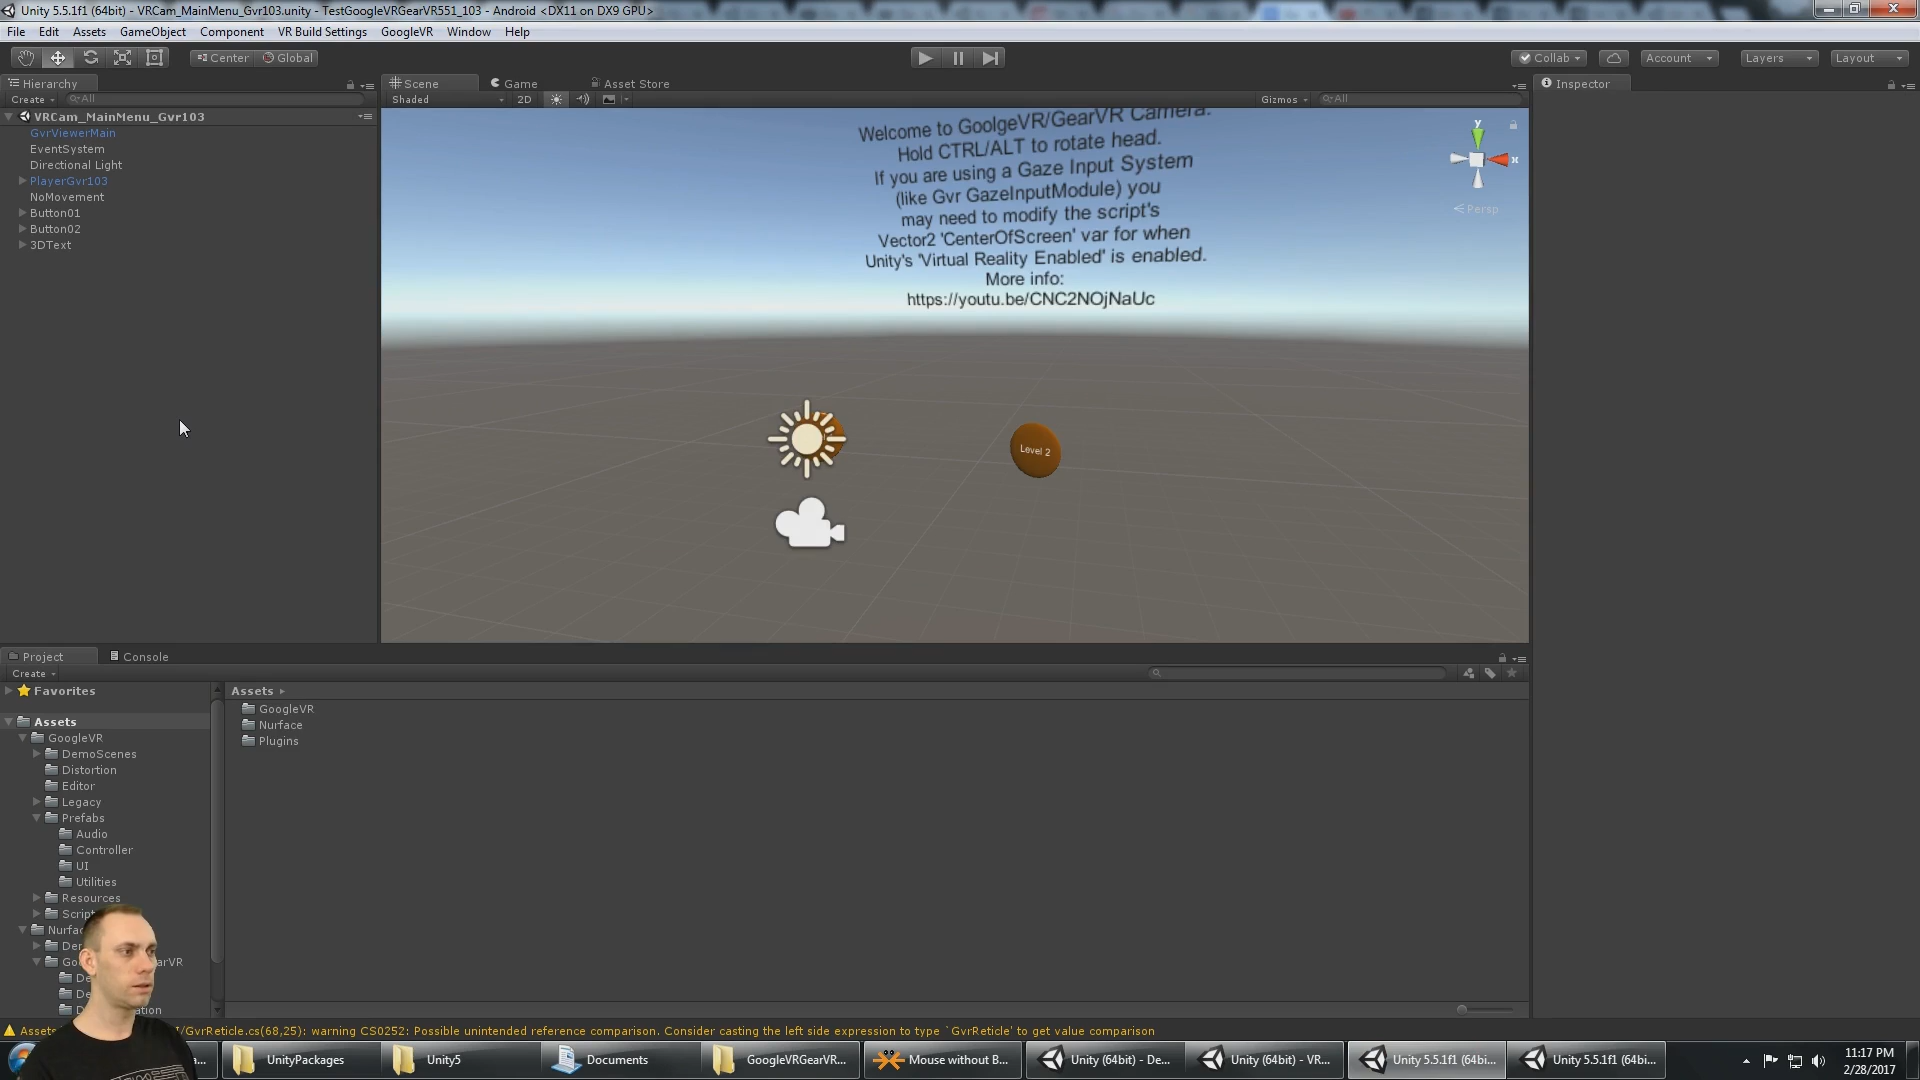 Unity 5.5.1f1 (64bit) - VRCam_MainMenu_Gvr103.unity - TestGoogleVRGearVR551_103 - Android <DX11 on DX9 GPU>
File Edit Assets GameObject Component VR Build Settings GoogleVR Window Help
Center Global Collab Account Layers Layout
Hierarchy
Create All
VRCam_MainMenu_Gvr103
GvrViewerMain
EventSystem
Directional Light
PlayerGvr103
NoMovement
Button01
Button02
3DText
Scene Game Asset Store
Shaded 2D Gizmos All
Welcome to GoolgeVR/GearVR Camera.
Hold CTRL/ALT to rotate head.
If you are using a Gaze Input System
(like Gvr GazeInputModule) you
may need to modify the script's
Vector2 'CenterOfScreen' var for when
Unity's 'Virtual Reality Enabled' is enabled.
More info:
https://youtu.be/CNC2NOjNaUc
y
x
Persp
Level 2
Inspector
Project Console
Create
Favorites
Assets
GoogleVR
DemoScenes
Distortion
Editor
Legacy
Prefabs
Audio
Controller
UI
Utilities
Resources
Assets
GoogleVR
Nurface
Plugins
/GvrReticle.cs(68,25): warning CS0252: Possible unintended reference comparison. Consider casting the left side expression to type `GvrReticle' to get value comparison
UnityPackages
Unity5
Documents
GoogleVRGearVR...
Mouse without B...
Unity (64bit) - De...
Unity (64bit) - VR...
Unity 5.5.1f1 (64bi...
Unity 5.5.1f1 (64bi...
11:17 PM
2/28/2017